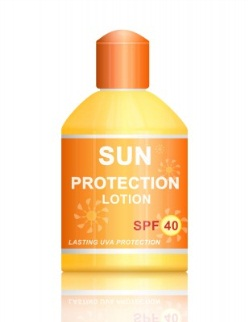 SUN
PROTECTION
LOTION
SPF 40
LASTING UVA PROTECTION